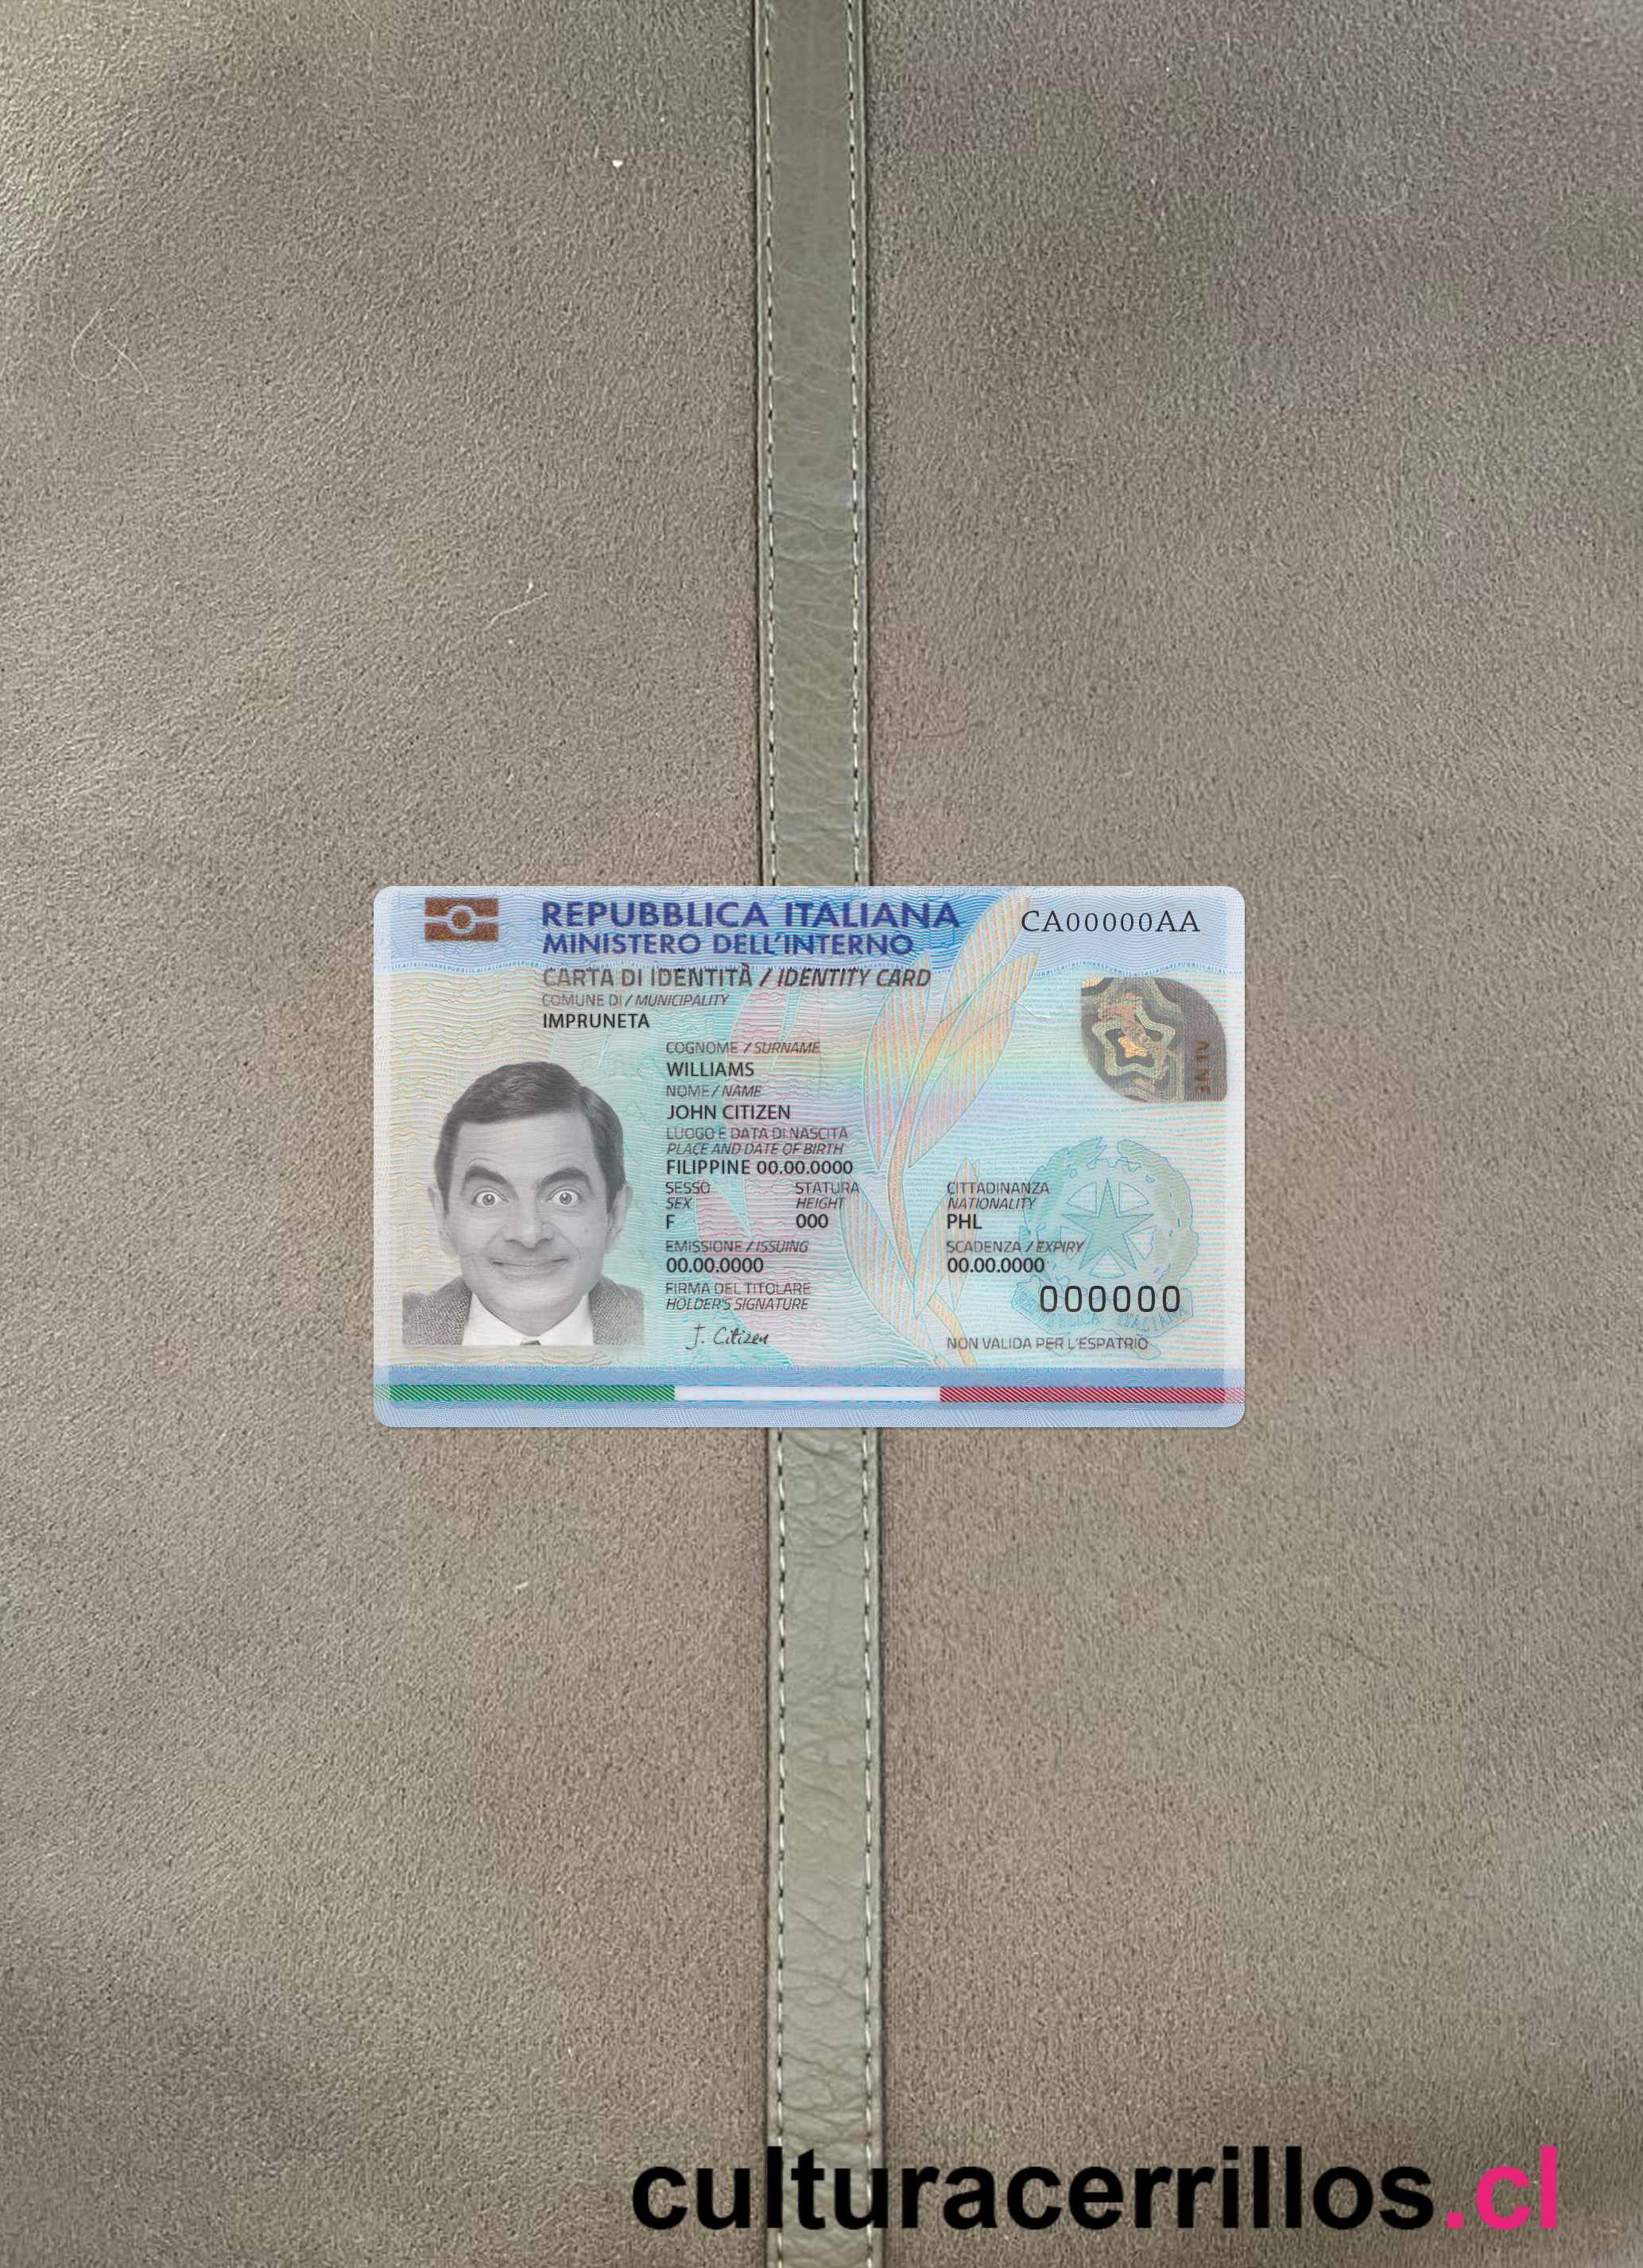 REPUBBLICA ITALIANA
CA00000AA
MINISTERO DELL'INTERNO
CARTA DI IDENTITÀ / IDENTITY CARD
COMUNE DI / MUNICIPALITY
IMPRUNETA
COGNOME / SURNAME
WILLIAMS
NOME / NAME
JOHN CITIZEN
LUOGO E DATA DI NASCITA
PLACE AND DATE OF BIRTH
FILIPPINE 00.00.0000
SESSO STATURA CITTADINANZA
SEX HEIGHT NATIONALITY
F 000 PHL
EMISSIONE / ISSUING SCADENZA / EXPIRY
00.00.0000 00.00.0000
FIRMA DEL TITOLARE
HOLDER'S SIGNATURE
000000
J. Citizen
NON VALIDA PER L'ESPATRIO
culturacerrillos.cl